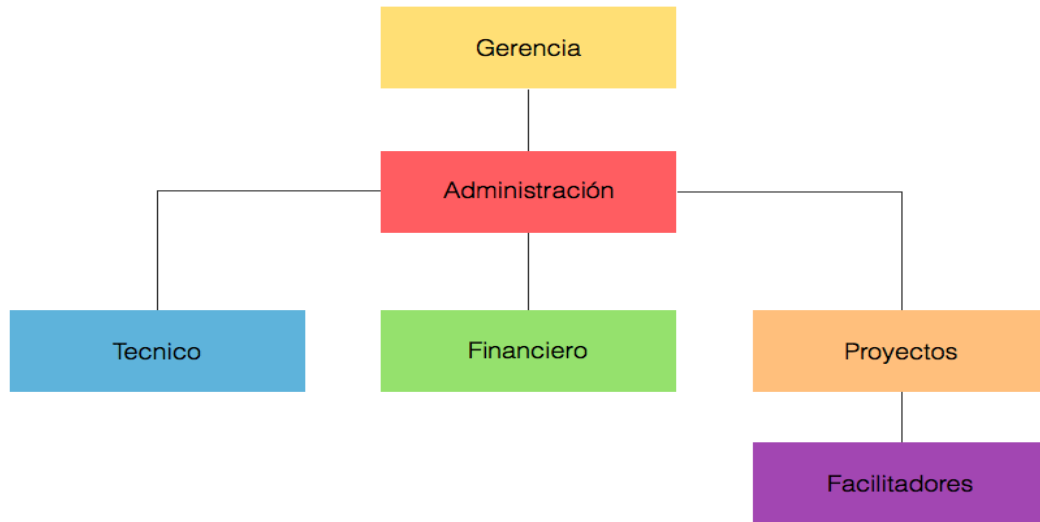 Gerencia
Administración
Tecnico
Financiero
Proyectos
Facilitadores